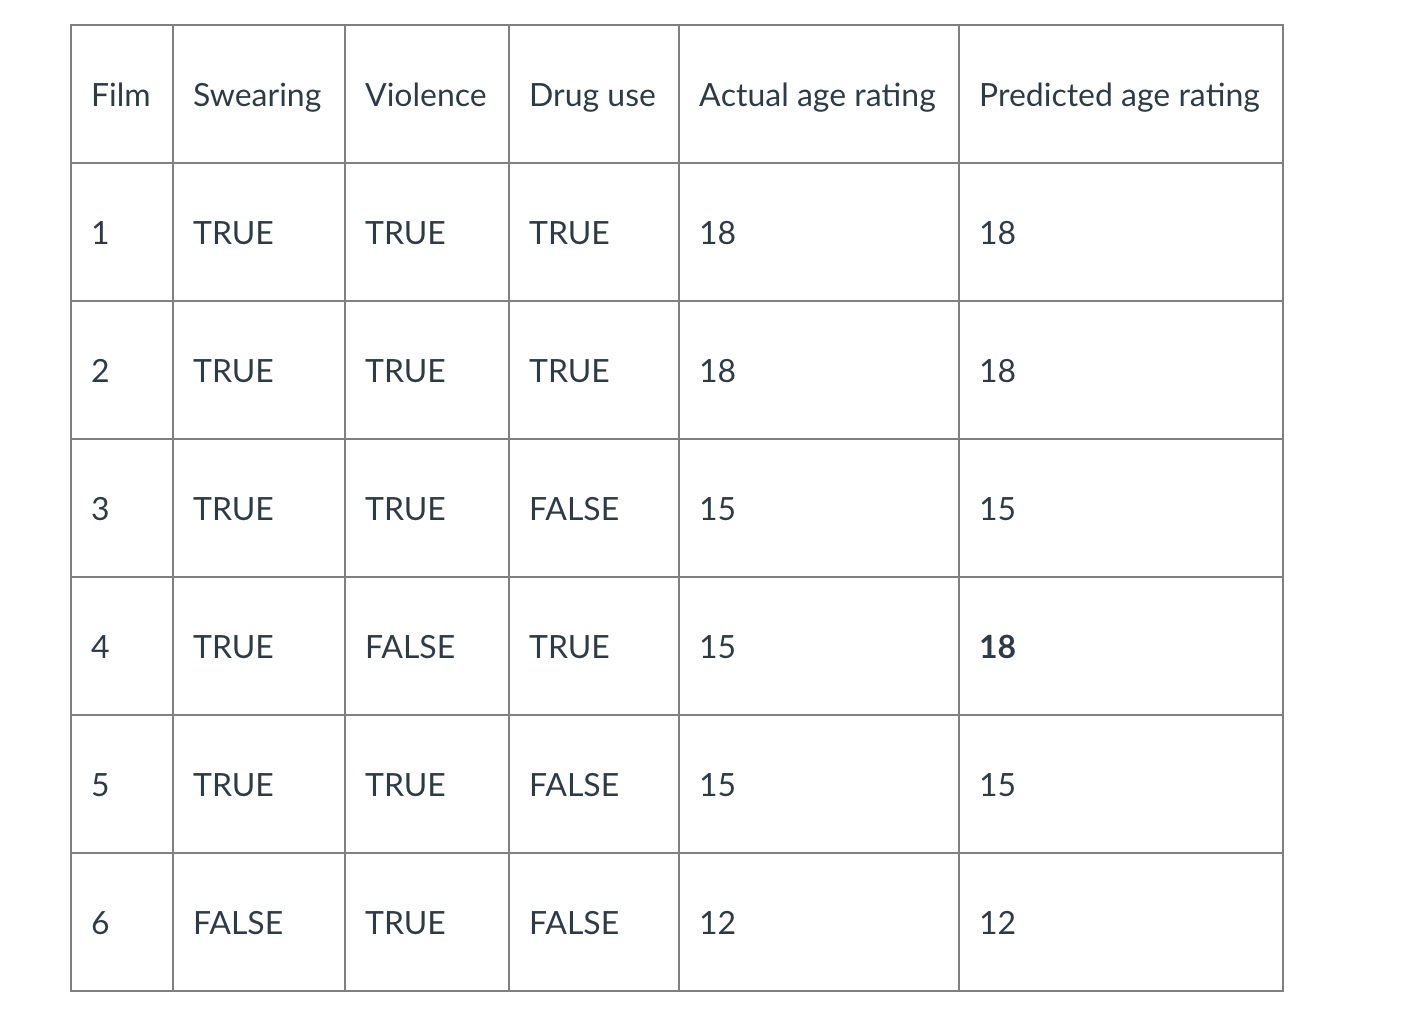 Film Swearing Violence Drug use Actual age rating Predicted age rating
1 TRUE TRUE TRUE 18 18
2 TRUE TRUE TRUE 18 18
3 TRUE TRUE FALSE 15 15
4 TRUE FALSE TRUE 15 18
5 TRUE TRUE FALSE 15 15
6 FALSE TRUE FALSE 12 12